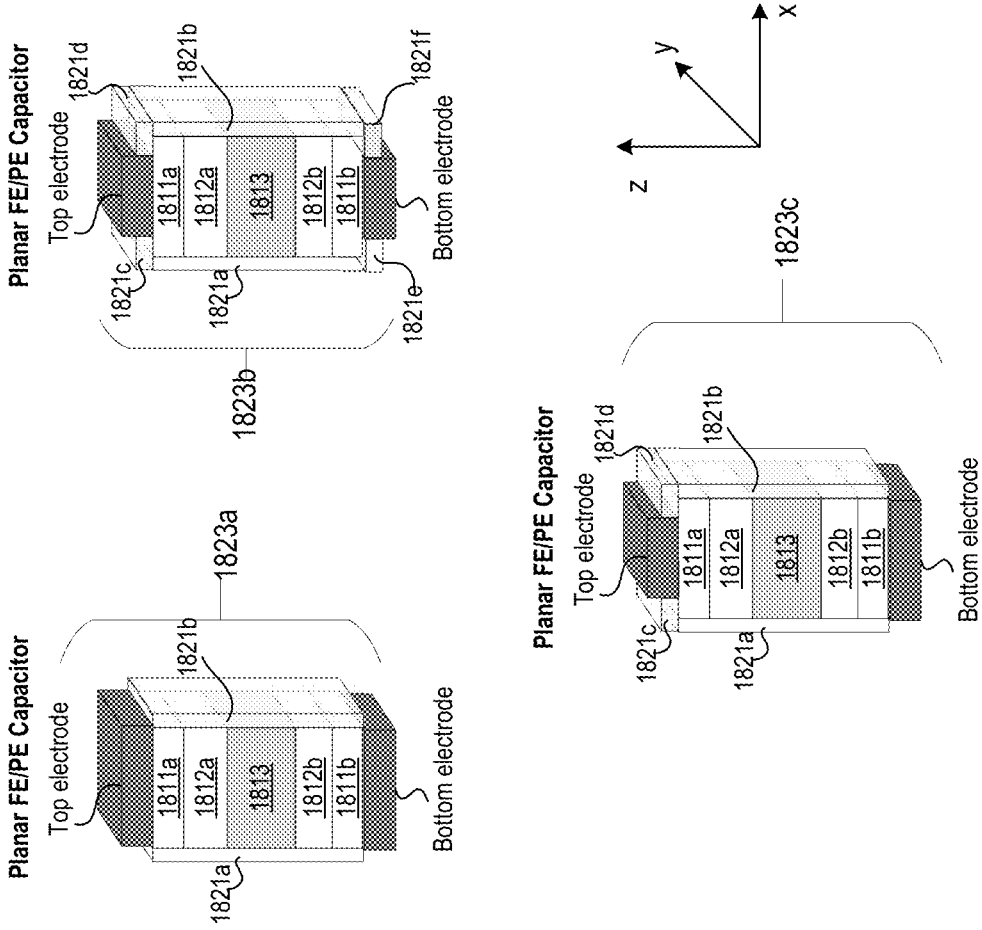 Planar FE/PE Capacitor
Top electrode
1811a
1812a
1813
1812b
1811b
1821a
1821b
Bottom electrode
1823a
Planar FE/PE Capacitor
Top electrode
1821c
1821d
1811a
1812a
1813
1812b
1811b
1821a
1821b
1821e
1821f
Bottom electrode
1823b
Planar FE/PE Capacitor
Top electrode
1821c
1821d
1811a
1812a
1813
1812b
1811b
1821a
1821b
Bottom electrode
1823c
z
y
x